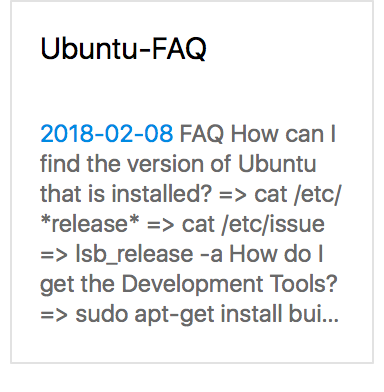 Ubuntu-FAQ
2018-02-08 FAQ How can I
find the version of Ubuntu
that is installed? => cat /etc/
*release* => cat /etc/issue
=> lsb_release -a How do I
get the Development Tools?
=> sudo apt-get install bui...